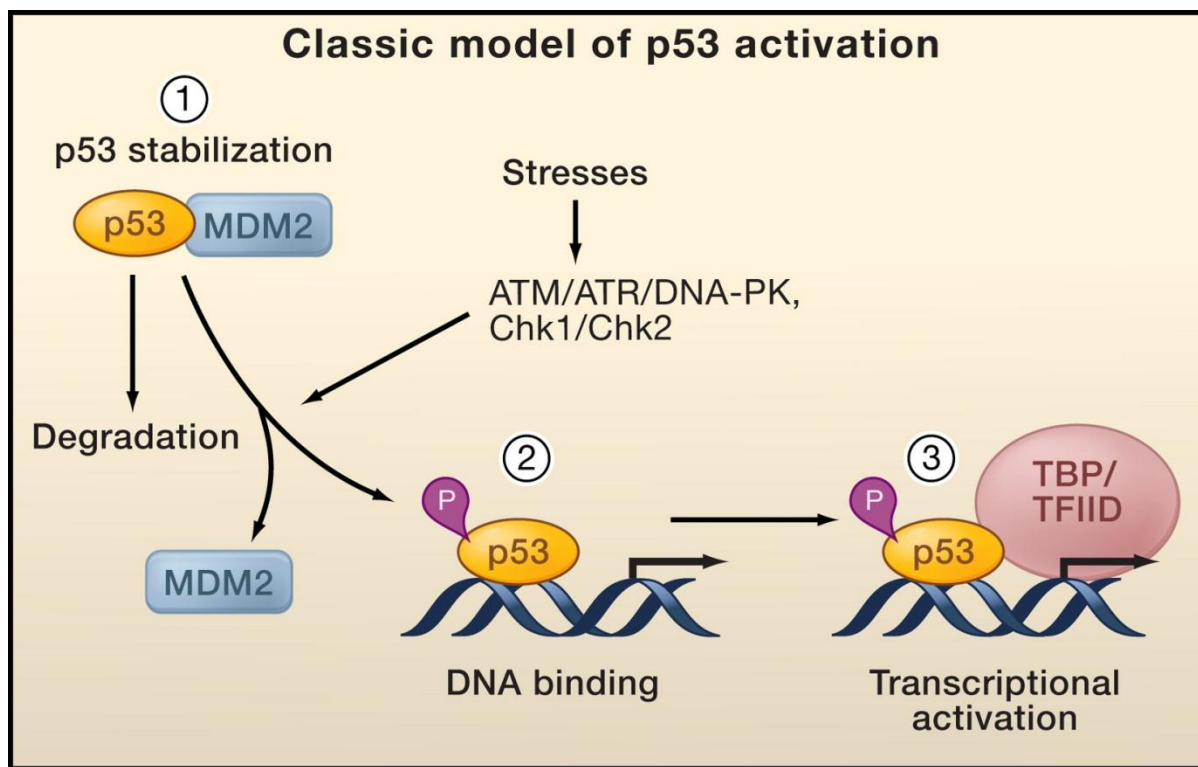 Classic model of p53 activation
1
p53 stabilization
p53
MDM2
Degradation
MDM2
Stresses
ATM/ATR/DNA-PK,
Chk1/Chk2
2
P
p53
DNA binding
3
P
p53
TBP/
TFIID
Transcriptional
activation